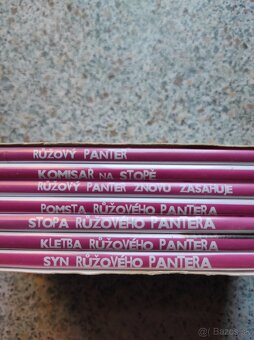 RŮŽOVÝ PANTER
KOMISAŘ NA STOPĚ
RŮŽOVÝ PANTER ZNOVU ZASAHUJE
POMSTA RŮŽOVÉHO PANTERA
STOPA RŮŽOVÉHO PANTERA
KLETBA RŮŽOVÉHO PANTERA
SYN RŮŽOVÉHO PANTERA